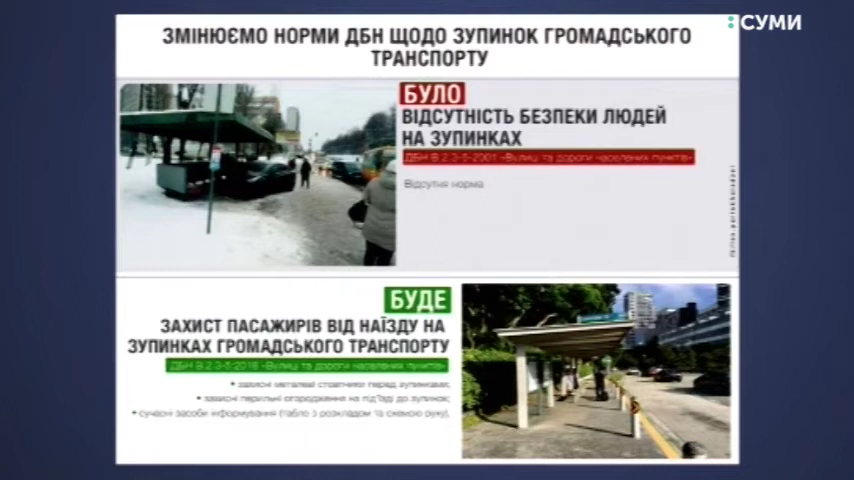 СУМИ
ЗМІНЮЄМО НОРМИ ДБН ЩОДО ЗУПИНОК ГРОМАДСЬКОГО
ТРАНСПОРТУ
БУЛО
ВІДСУТНІСТЬ БЕЗПЕКИ ЛЮДЕЙ
НА ЗУПИНКАХ
ДБН В.2.3-5-2001 «Вулиці та дороги населених пунктів»
Відсутня норма
БУДЕ
ЗАХИСТ ПАСАЖИРІВ ВІД НАЇЗДУ НА
ЗУПИНКАХ ГРОМАДСЬКОГО ТРАНСПОРТУ
ДБН В.2.3-5:2018 «Вулиці та дороги населених пунктів»
• захисні металеві стовпчики перед зупинками;
• захисні перильні огородження на під'їзді до зупинок;
• сучасні засоби інформування (табло з розкладом та схемою руху).